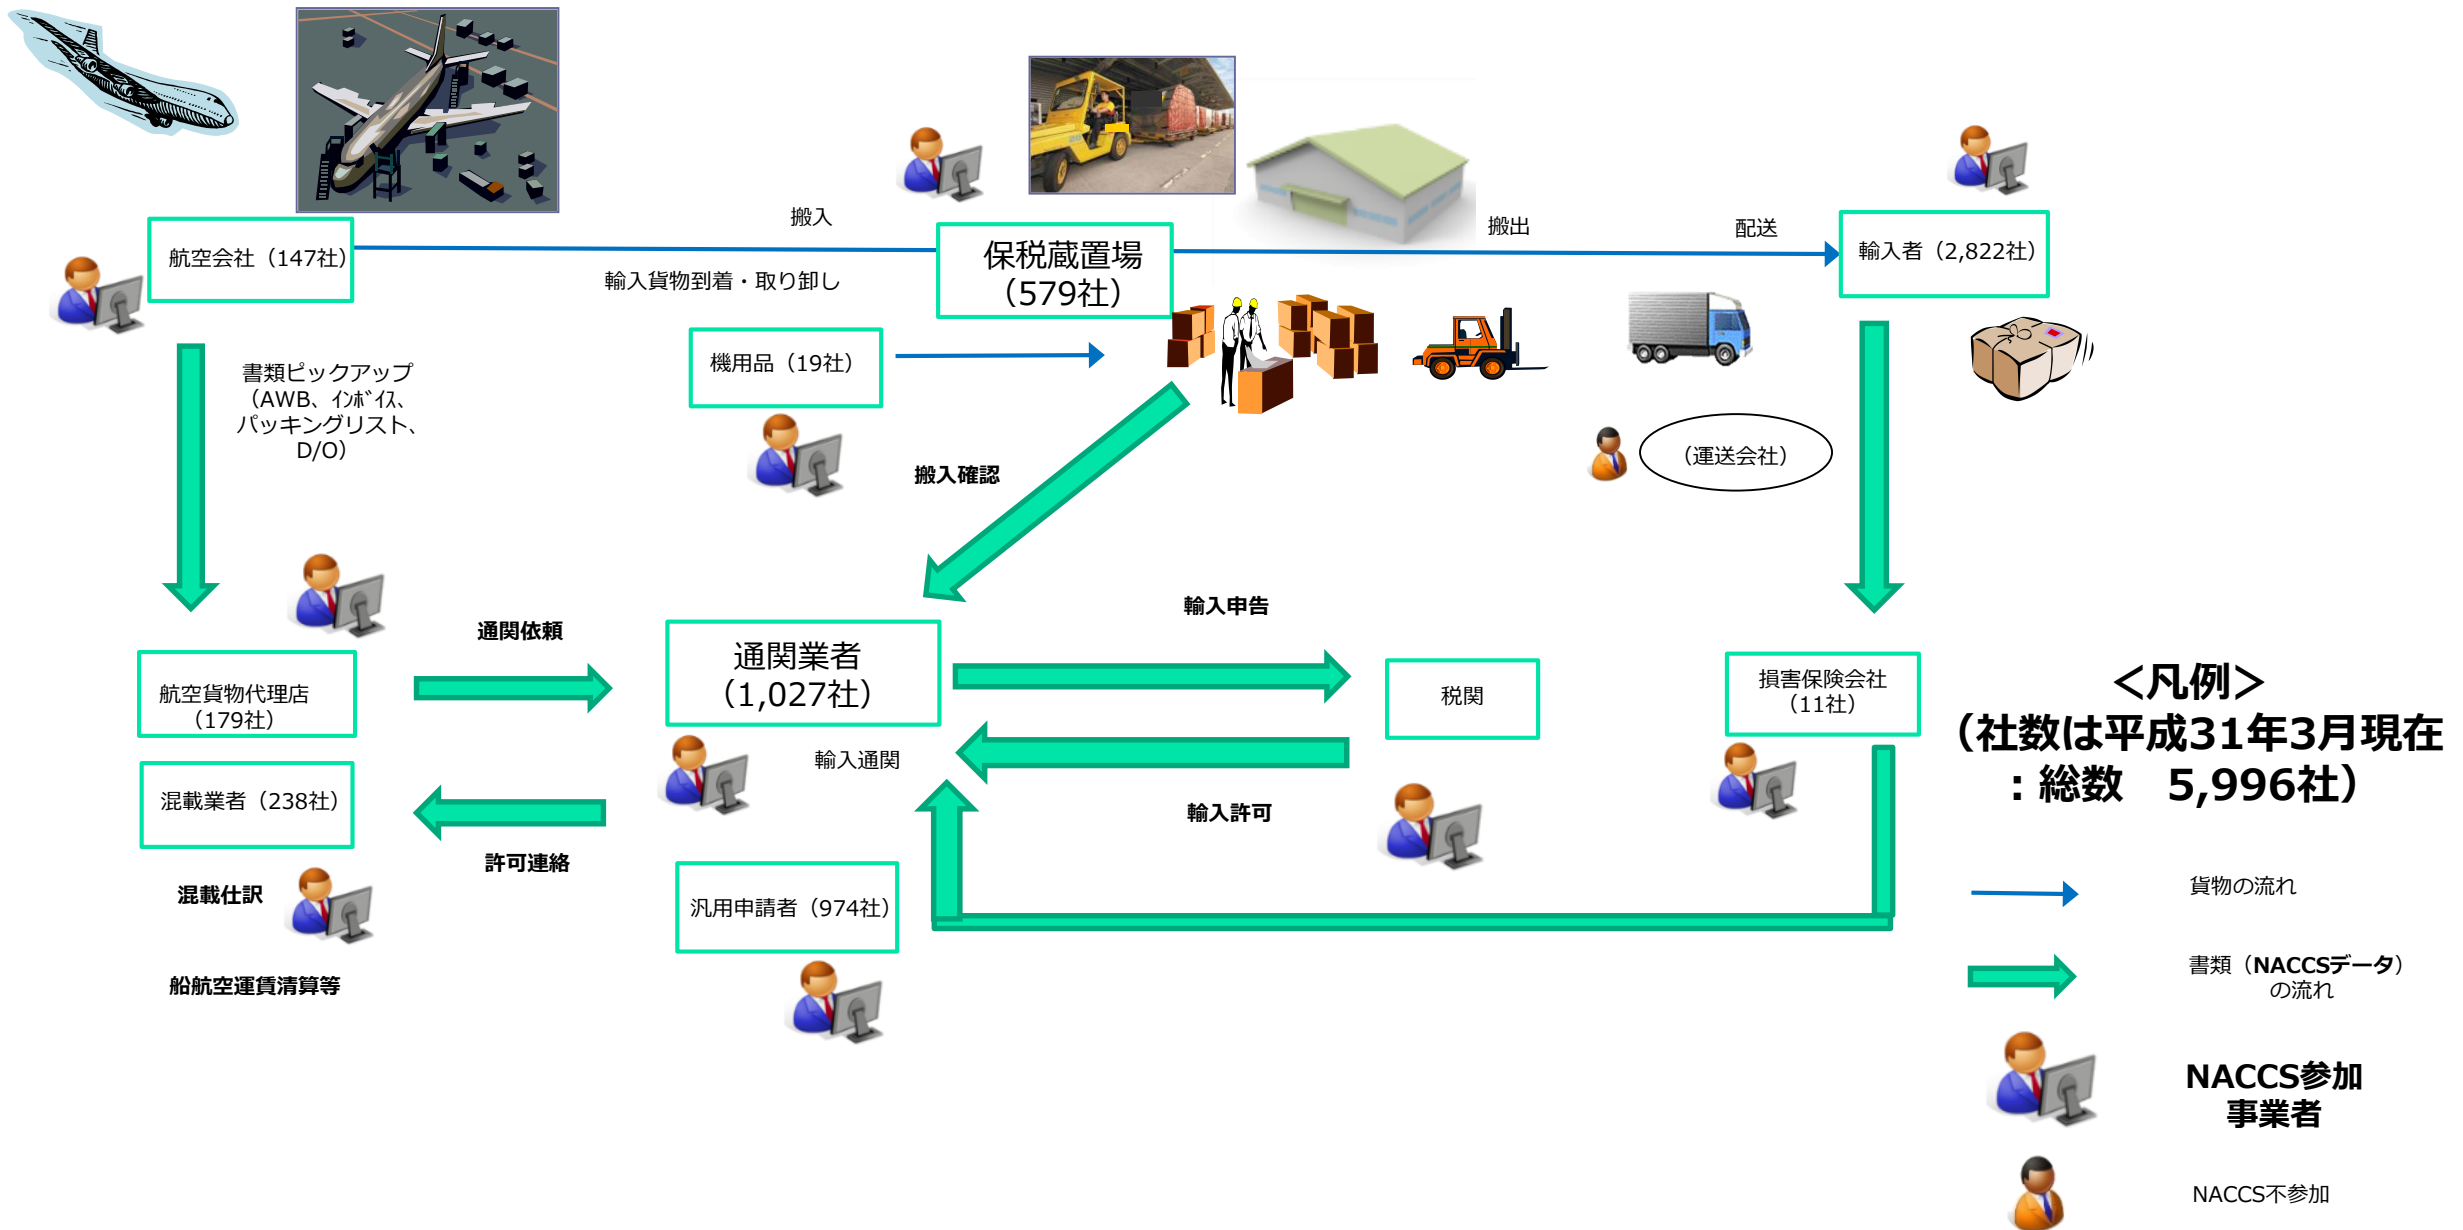 搬入
搬出
配送
航空会社（147社）
保税蔵置場
（579社）
輸入者（2,822社）
輸入貨物到着・取り卸し
機用品（19社）
書類ピックアップ
（AWB、ｲﾝﾎﾞｲｽ、
パッキングリスト、
D/O）
（運送会社）
搬入確認
輸入申告
通関依頼
通関業者
（1,027社）
航空貨物代理店
（179社）
税関
損害保険会社
（11社）
＜凡例＞
（社数は平成31年3月現在
：総数　5,996社）
輸入通関
混載業者（238社）
輸入許可
許可連絡
混載仕訳
汎用申請者（974社）
貨物の流れ
船航空運賃清算等
書類（NACCSデータ）
の流れ
NACCS参加
事業者
NACCS不参加